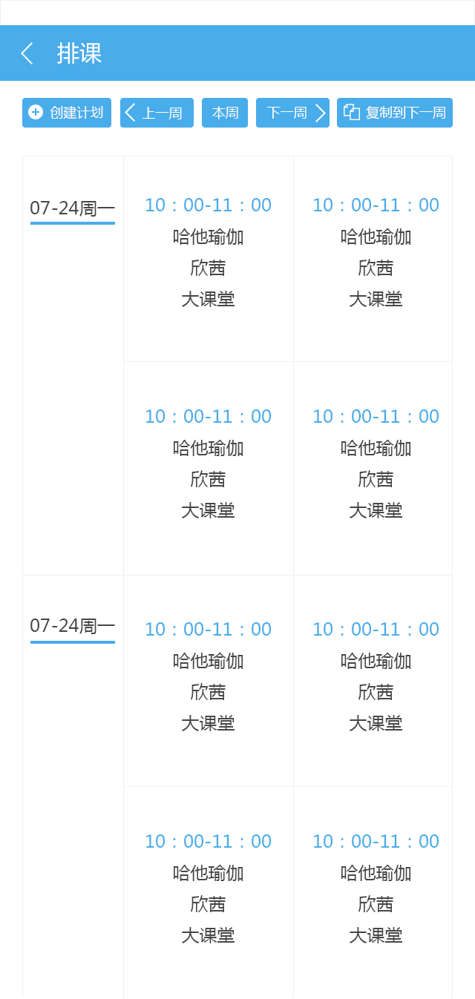 排课
创建计划 上一周 本周 下一周 复制到下一周
07-24周一
10：00-11：00 10：00-11：00
哈他瑜伽 哈他瑜伽
欣茜 欣茜
大课堂 大课堂
10：00-11：00 10：00-11：00
哈他瑜伽 哈他瑜伽
欣茜 欣茜
大课堂 大课堂
07-24周一
10：00-11：00 10：00-11：00
哈他瑜伽 哈他瑜伽
欣茜 欣茜
大课堂 大课堂
10：00-11：00 10：00-11：00
哈他瑜伽 哈他瑜伽
欣茜 欣茜
大课堂 大课堂